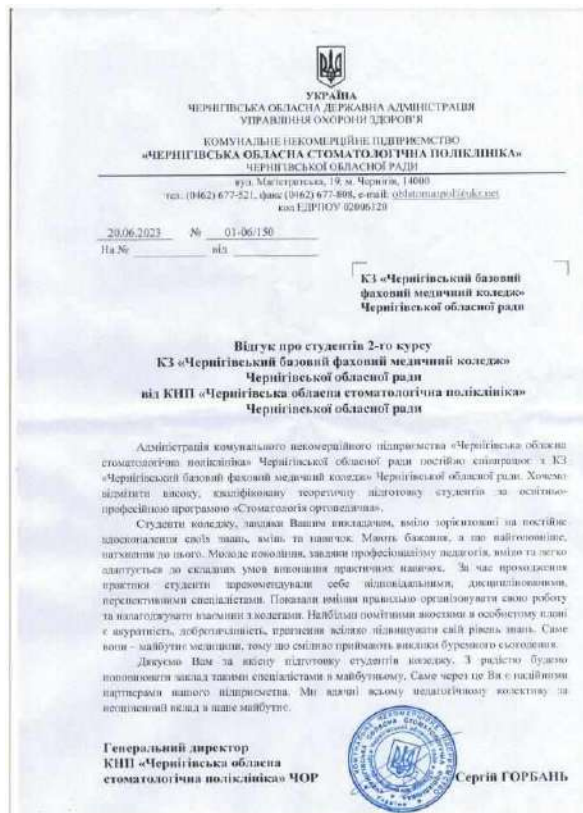 УКРАЇНА
ЧЕРНІГІВСЬКА ОБЛАСНА ДЕРЖАВНА АДМІНІСТРАЦІЯ
УПРАВЛІННЯ ОХОРОНИ ЗДОРОВ'Я
КОМУНАЛЬНЕ НЕКОМЕРЦІЙНЕ ПІДПРИЄМСТВО
«ЧЕРНІГІВСЬКА ОБЛАСНА СТОМАТОЛОГІЧНА ПОЛІКЛІНІКА»
ЧЕРНІГІВСЬКОЇ ОБЛАСНОЇ РАДИ
вул. Магістратська, 19, м. Чернігів, 14000
тел. (0462) 677-521, факс (0462) 677-808, e-mail: oblstomatpol@ukr.net
код ЄДРПОУ 02006320
20.06.2023 № 01-06/150
На № від
КЗ «Чернігівський базовий
фаховий медичний коледж»
Чернігівської обласної ради
Відгук про студентів 2-го курсу
КЗ «Чернігівський базовий фаховий медичний коледж»
Чернігівської обласної ради
від КНП «Чернігівська обласна стоматологічна поліклініка»
Чернігівської обласної ради
Адміністрація комунального некомерційного підприємства «Чернігівська обласна
стоматологічна поліклініка» Чернігівської обласної ради постійно співпрацює з КЗ
«Чернігівський базовий фаховий медичний коледж» Чернігівської обласної ради. Хочемо
відмітити високу, кваліфіковану теоретичну підготовку студентів за освітньо-
професійною програмою «Стоматологія ортопедична».
Студенти коледжу, завдяки Вашим викладачам, вміло зорієнтовані на постійне
вдосконалення своїх знань, вмінь та навичок. Мають бажання, а що найголовніше,
натхнення до цього. Молоде покоління, завдяки професіоналізму педагогів, вміло та легко
адаптується до складних умов виконання практичних навичок. За час проходження
практики студенти зарекомендували себе відповідальними, дисциплінованими,
перспективними спеціалістами. Показали вміння правильно організовувати свою роботу
та налагоджувати взаємини з колегами. Найбільш помітними якостями в особистому плані
є акуратність, доброзичливість, прагнення всіляко підвищувати свій рівень знань. Саме
вони – майбутнє медицини, тому що сміливо приймають виклики буремного сьогодення.
Дякуємо Вам за якісну підготовку студентів коледжу. З радістю будемо
поповнювати заклад такими спеціалістами в майбутньому. Саме через це Ви є надійними
партнерами нашого підприємства. Ми вдячні всьому педагогічному колективу за
неоціненний вклад в наше майбутнє.
Генеральний директор
КНП «Чернігівська обласна
стоматологічна поліклініка» ЧОР Сергій ГОРБАНЬ